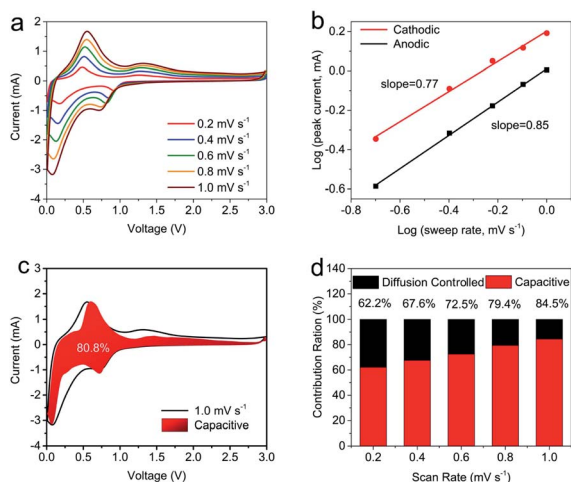 a
3
2
1
0
-1
-2
-3
-4
Current (mA)
0.2 mV s⁻¹
0.4 mV s⁻¹
0.6 mV s⁻¹
0.8 mV s⁻¹
1.0 mV s⁻¹
0.0 0.5 1.0 1.5 2.0 2.5 3.0
Voltage (V)
b
0.2
0.0
-0.2
-0.4
-0.6
Log (peak current, mA)
Cathodic
Anodic
slope=0.77
slope=0.85
-0.8 -0.6 -0.4 -0.2 0.0
Log (sweep rate, mV s⁻¹)
c
3
2
1
0
-1
-2
-3
-4
Current (mA)
80.8%
1.0 mV s⁻¹
Capacitive
0.0 0.5 1.0 1.5 2.0 2.5 3.0
Voltage (V)
d
140
120
100
80
60
40
20
0
Contribution Ration (%)
Diffusion Controlled Capacitive
62.2% 67.6% 72.5% 79.4% 84.5%
0.2 0.4 0.6 0.8 1.0
Scan Rate (mV s⁻¹)